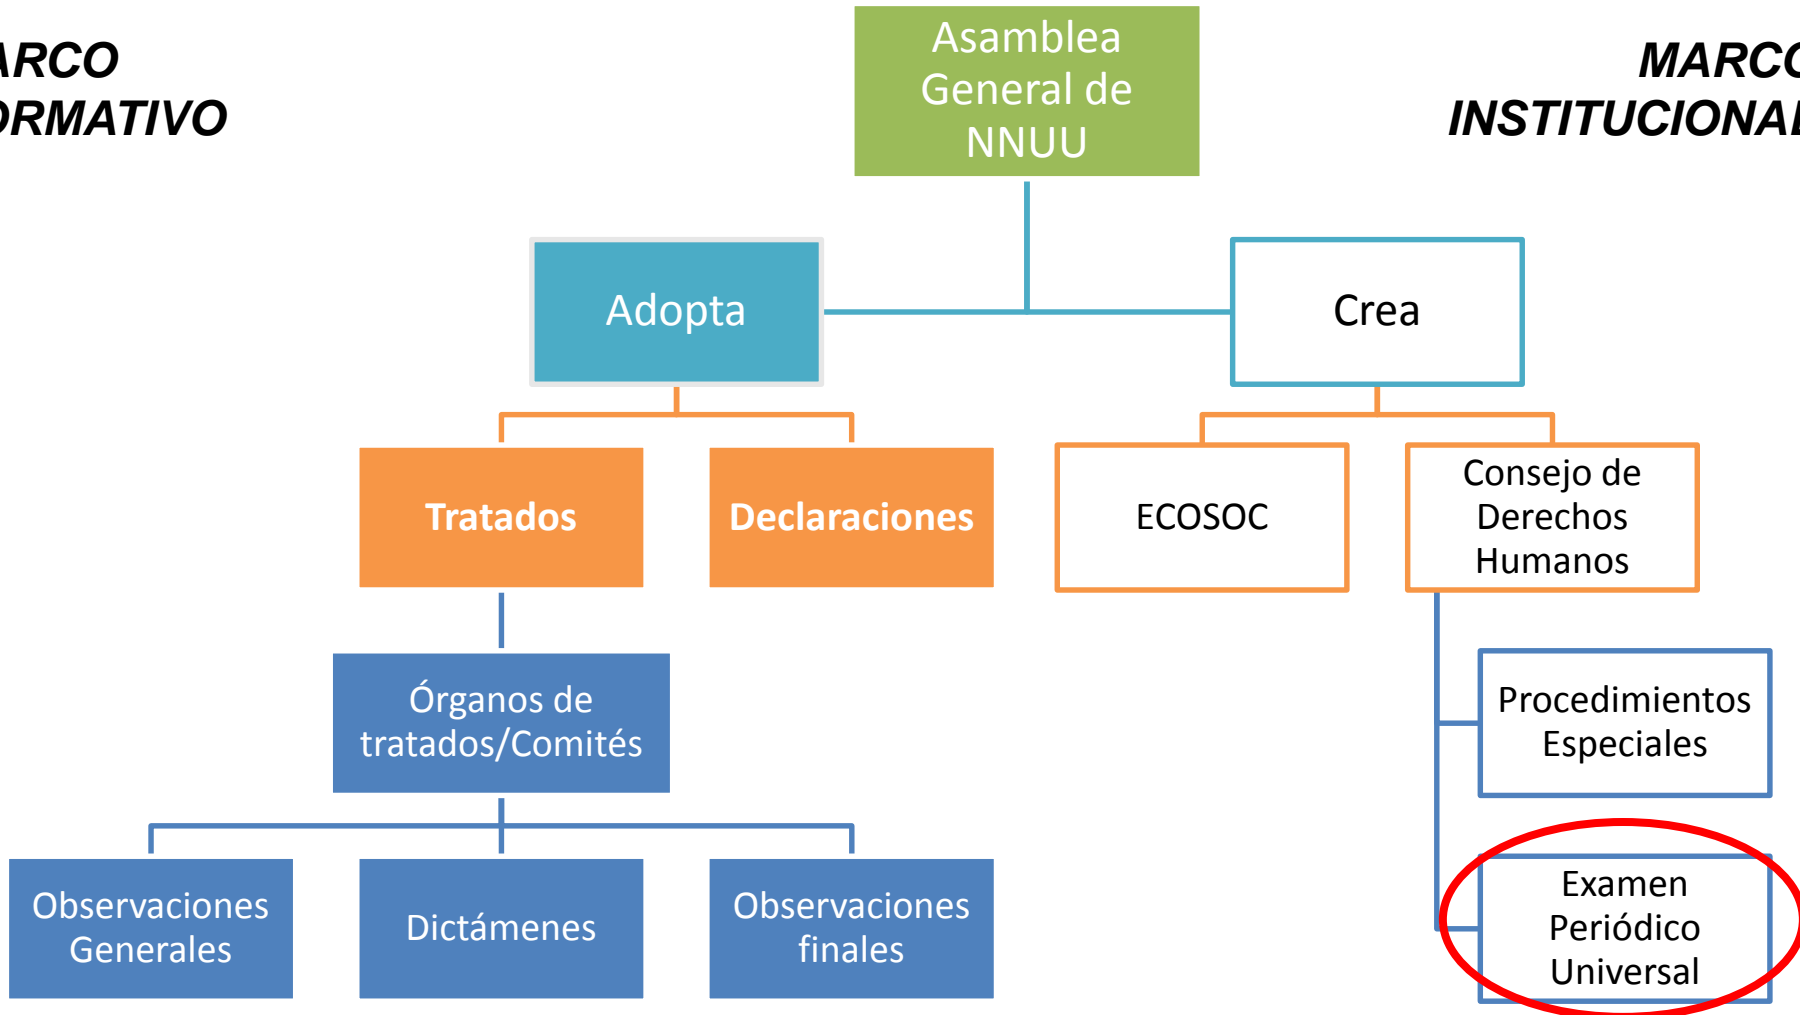 ARCO
ORMATIVO
MARCO
INSTITUCIONAL
Asamblea
General de
NNUU
Adopta
Crea
Tratados
Declaraciones
ECOSOC
Consejo de
Derechos
Humanos
Órganos de
tratados/Comités
Procedimientos
Especiales
Observaciones
Generales
Dictámenes
Observaciones
finales
Examen
Periódico
Universal